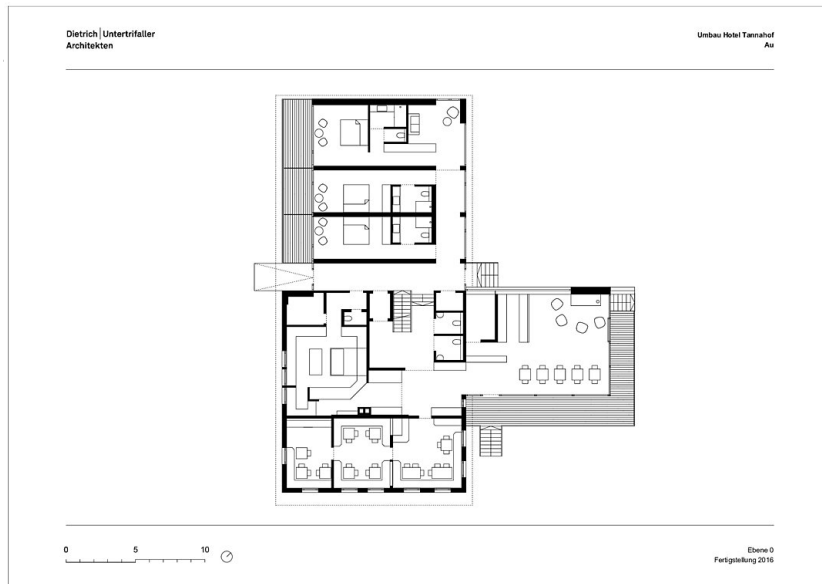 Dietrich|Untertrifaller
Architekten
Umbau Hotel Tannahof
Au
0 5 10
Ebene 0
Fertigstellung 2016